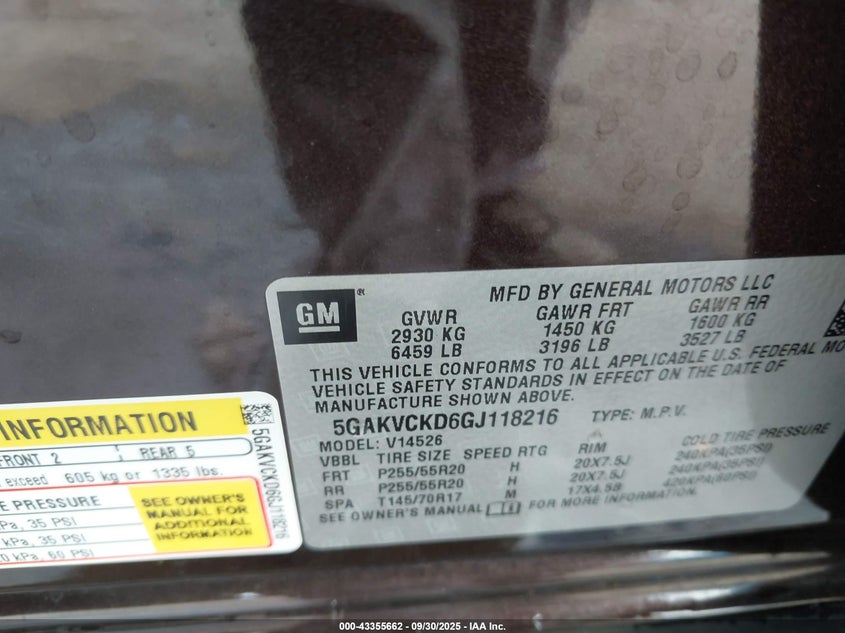 GM®
MFD BY GENERAL MOTORS LLC
GVWR GAWR FRT GAWR RR
2930 KG 1450 KG 1600 KG
6459 LB 3196 LB 3527 LB
THIS VEHICLE CONFORMS TO ALL APPLICABLE U.S. FEDERAL MO
VEHICLE SAFETY STANDARDS IN EFFECT ON THE DATE OF
MANUFACTURE SHOWN ABOVE.
5GAKVCKD6GJ118216 TYPE: M.P.V.
MODEL: V14526
VBBL TIRE SIZE SPEED RTG RIM COLD TIRE PRESSURE
FRT P255/55R20 H 20X7.5J 240KPA(35PSI)
RR P255/55R20 H 20X7.5J 240KPA(35PSI)
SPA T145/70R17 M 17X4.5B 420KPA(60PSI)
SEE OWNER'S MANUAL FOR MORE INFORMATION.
INFORMATION
FRONT 2 REAR 5
exceed 605 kg or 1335 lbs.
E PRESSURE
Pa, 35 PSI
kPa, 35 PSI
0 kPa, 60 PSI
SEE OWNER'S
MANUAL FOR
ADDITIONAL
INFORMATION
5GAKVCKD6GJ118216
000-43355662 - 09/30/2025 - IAA Inc.